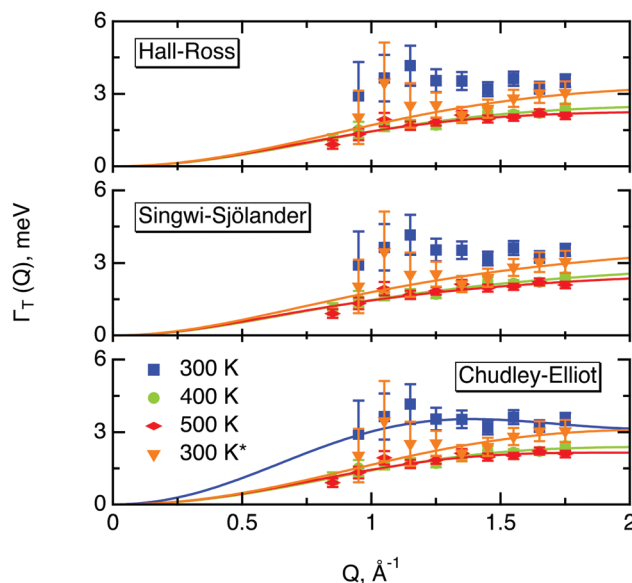 6
Hall-Ross
3
0
6
Singwi-Sjölander
3
0
6
Chudley-Elliot
300 K
400 K
3
500 K
300 K*
0
0
0.5
1
1.5
2
Γ_T (Q), meV
Q, Å⁻¹